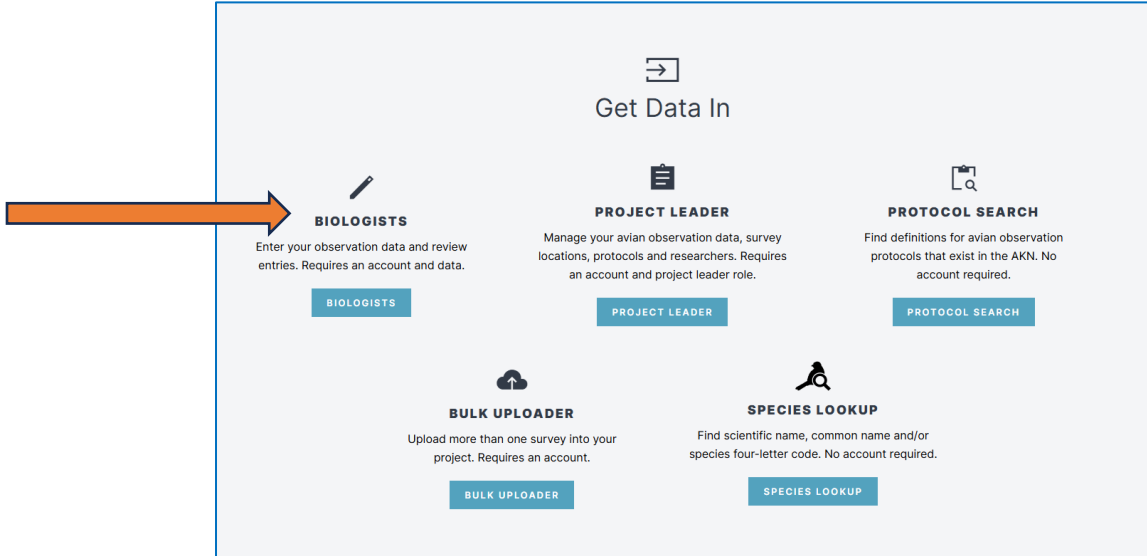 Get Data In
BIOLOGISTS
Enter your observation data and review
entries. Requires an account and data.
BIOLOGISTS
PROJECT LEADER
Manage your avian observation data, survey
locations, protocols and researchers. Requires
an account and project leader role.
PROJECT LEADER
PROTOCOL SEARCH
Find definitions for avian observation
protocols that exist in the AKN. No
account required.
PROTOCOL SEARCH
BULK UPLOADER
Upload more than one survey into your
project. Requires an account.
BULK UPLOADER
SPECIES LOOKUP
Find scientific name, common name and/or
species four-letter code. No account required.
SPECIES LOOKUP